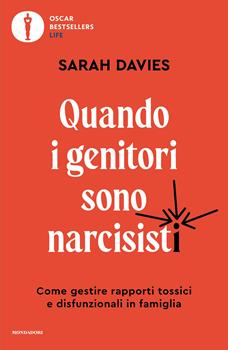 OSCAR
BESTSELLERS
LIFE
SARAH DAVIES
Quando
i genitori
sono
narcisisti
Come gestire rapporti tossici
e disfunzionali in famiglia
MONDADORI